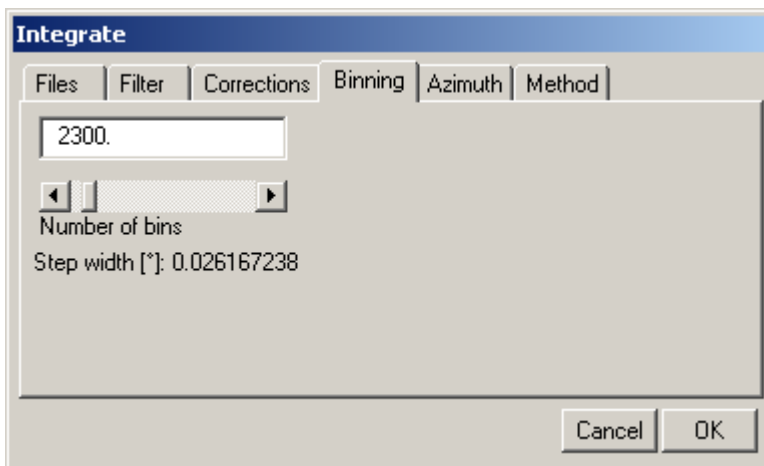 Integrate
Files Filter Corrections Binning Azimuth Method
2300.
Number of bins
Step width [°]: 0.026167238
Cancel OK